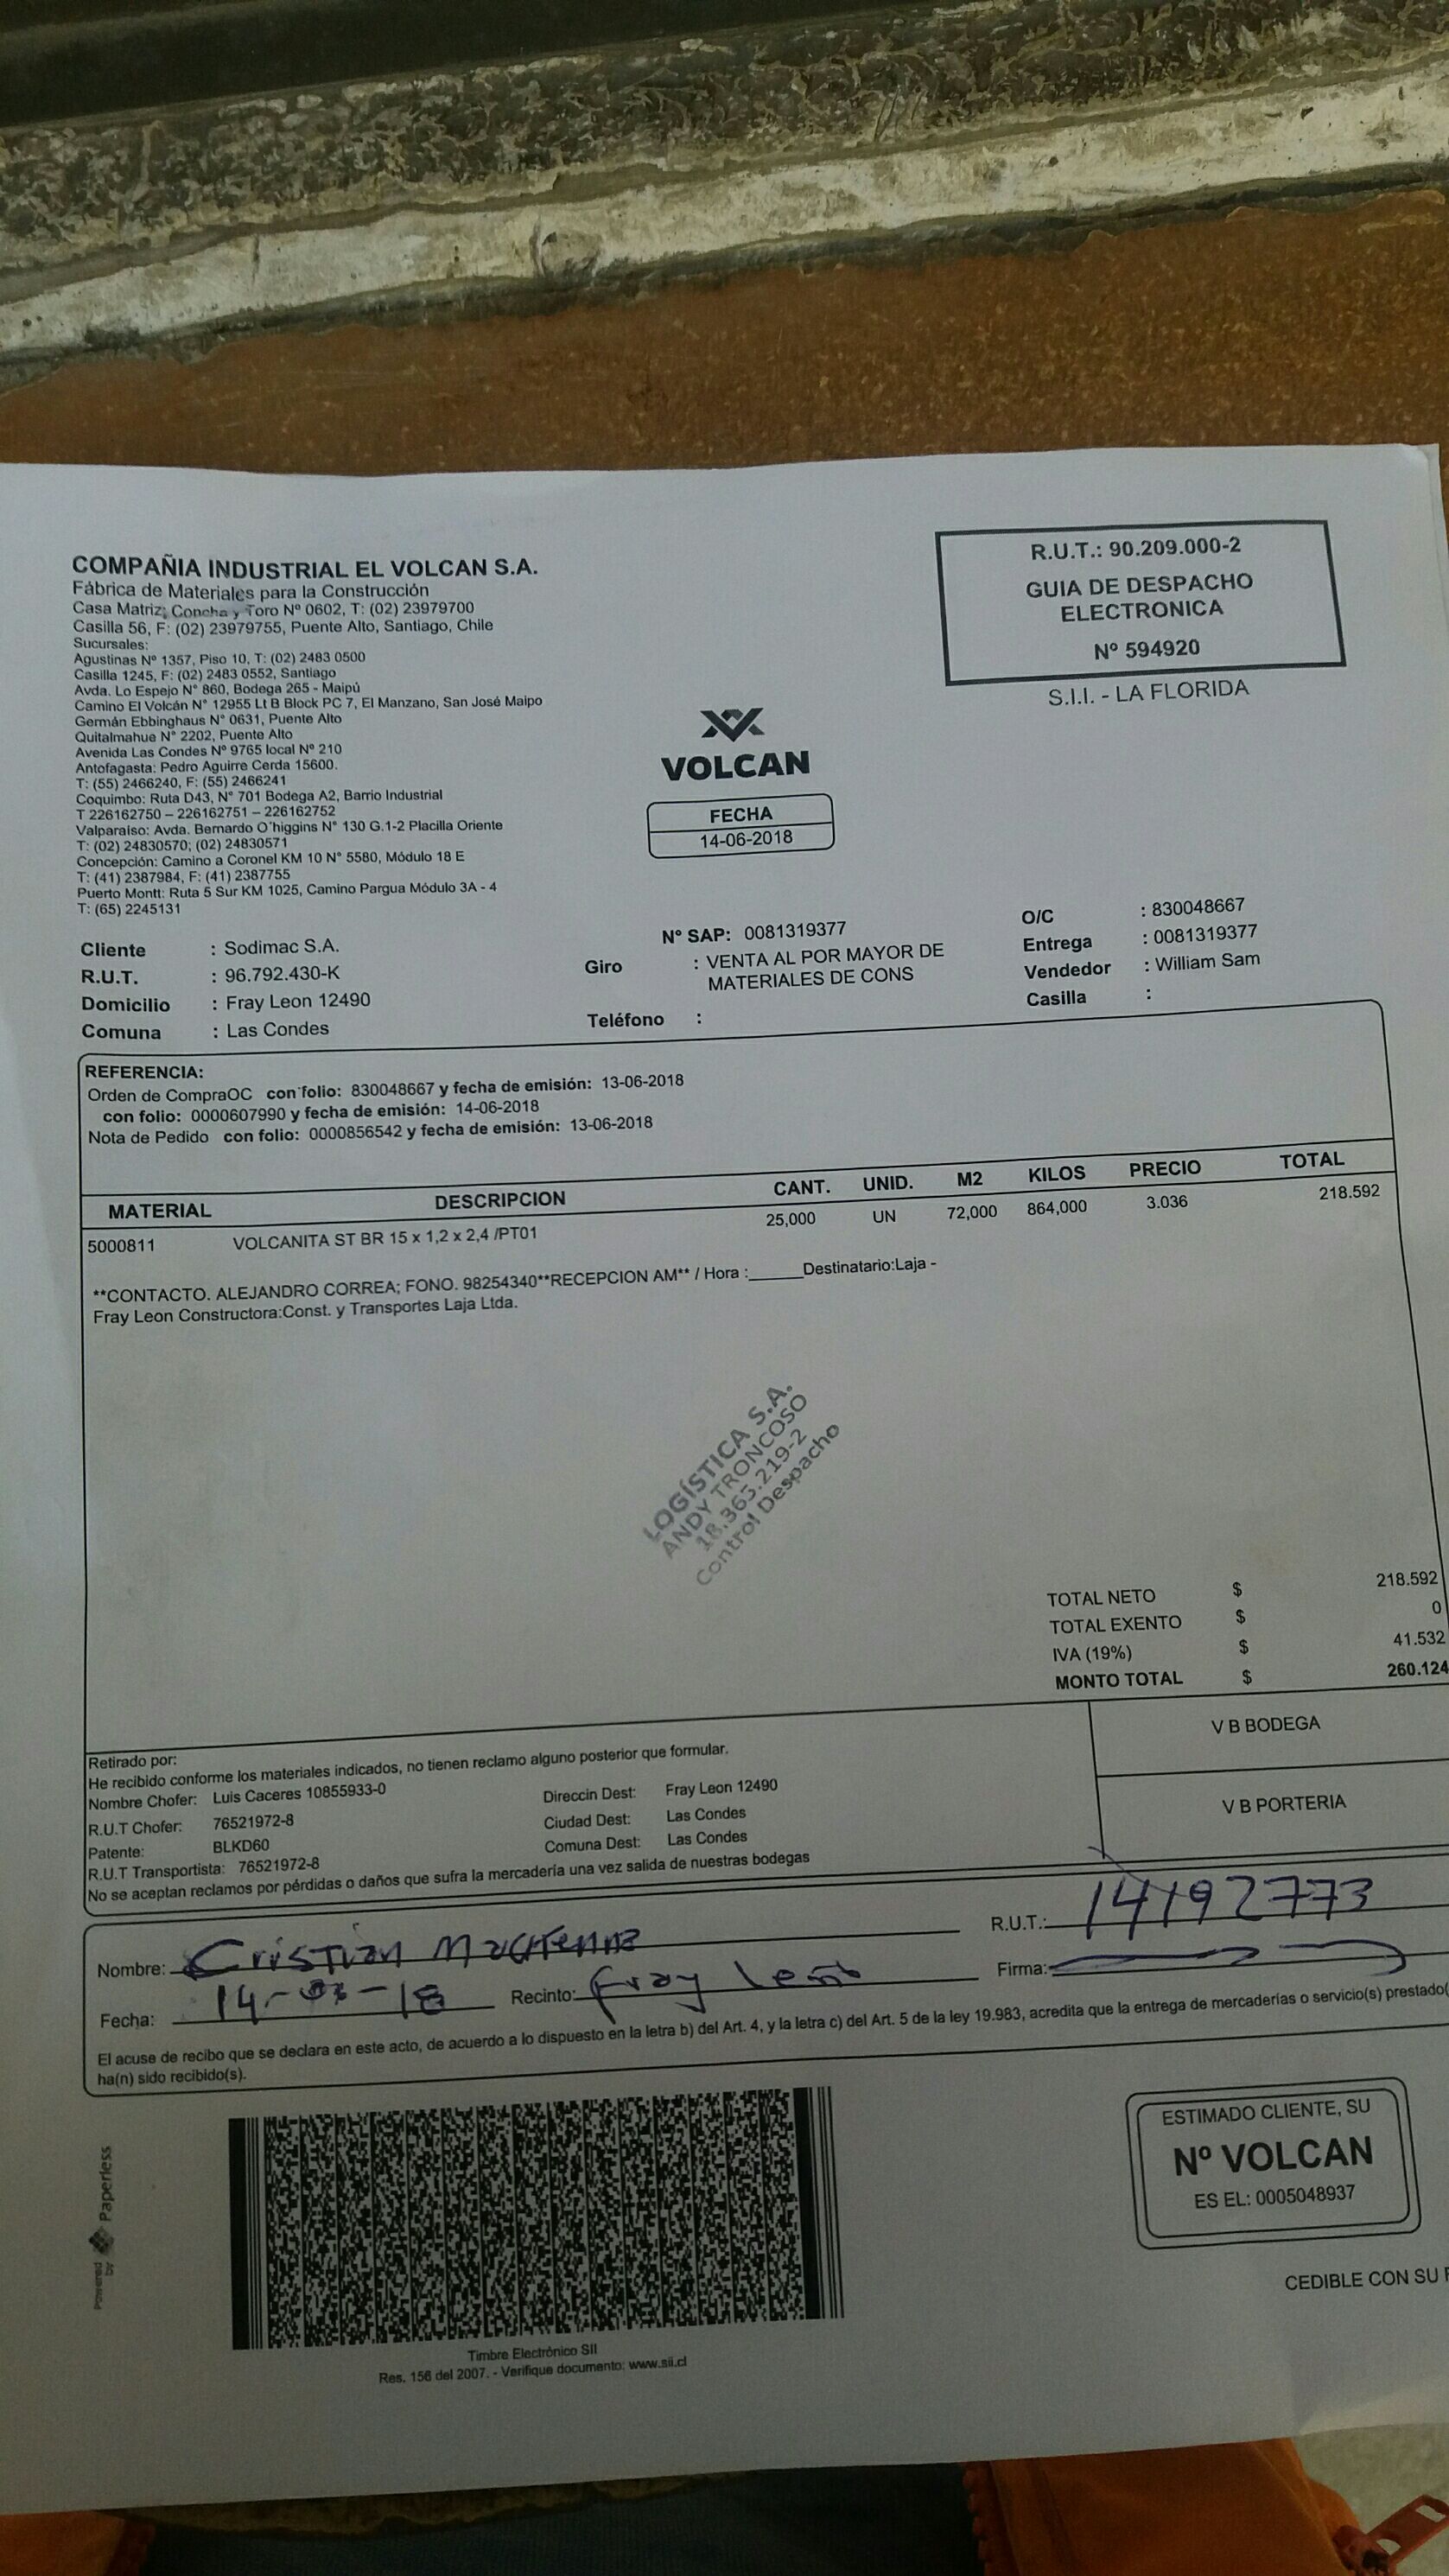 COMPAÑIA INDUSTRIAL EL VOLCAN S.A.
Fábrica de Materiales para la Construcción
Casa Matriz: Concha y Toro Nº 0602, T: (02) 23979700
Casilla 56, F: (02) 23979755, Puente Alto, Santiago, Chile
Sucursales:
Agustinas Nº 1357, Piso 10, T: (02) 2483 0500
Casilla 1245, F: (02) 2483 0552, Santiago
Avda. Lo Espejo N° 860, Bodega 265 - Maipú
Camino El Volcán N° 12955 Lt B Block PC 7, El Manzano, San José Maipo
Germán Ebbinghaus N° 0631, Puente Alto
Quitalmahue N° 2202, Puente Alto
Avenida Las Condes Nº 9765 local Nº 210
Antofagasta: Pedro Aguirre Cerda 15600.
T: (55) 2466240, F: (55) 2466241
Coquimbo: Ruta D43, N° 701 Bodega A2, Barrio Industrial
T 226162750 – 226162751 – 226162752
Valparaíso: Avda. Bernardo O´higgins N° 130 G.1-2 Placilla Oriente
T: (02) 24830570; (02) 24830571
Concepción: Camino a Coronel KM 10 N° 5580, Módulo 18 E
T: (41) 2387984, F: (41) 2387755
Puerto Montt: Ruta 5 Sur KM 1025, Camino Pargua Módulo 3A - 4
T: (65) 2245131
R.U.T.: 90.209.000-2
GUIA DE DESPACHO
ELECTRONICA
Nº 594920
S.I.I. - LA FLORIDA
VOLCAN
FECHA
14-06-2018
Cliente : Sodimac S.A.
R.U.T. : 96.792.430-K
Domicilio : Fray Leon 12490
Comuna : Las Condes
N° SAP: 0081319377
Giro : VENTA AL POR MAYOR DE
MATERIALES DE CONS
Teléfono :
O/C : 830048667
Entrega : 0081319377
Vendedor : William Sam
Casilla :
REFERENCIA:
Orden de CompraOC con folio: 830048667 y fecha de emisión: 13-06-2018
con folio: 0000607990 y fecha de emisión: 14-06-2018
Nota de Pedido con folio: 0000856542 y fecha de emisión: 13-06-2018
MATERIAL DESCRIPCION CANT. UNID. M2 KILOS PRECIO TOTAL
5000811 VOLCANITA ST BR 15 x 1,2 x 2,4 /PT01 25,000 UN 72,000 864,000 3.036 218.592
**CONTACTO. ALEJANDRO CORREA; FONO. 98254340**RECEPCION AM** / Hora :______Destinatario:Laja -
Fray Leon Constructora:Const. y Transportes Laja Ltda.
LOGÍSTICA S.A.
ANDY TRONCOSO
18.365.219-2
Control Despacho
TOTAL NETO $ 218.592
TOTAL EXENTO $ 0
IVA (19%) $ 41.532
MONTO TOTAL $ 260.124
V B BODEGA
V B PORTERIA
Retirado por:
He recibido conforme los materiales indicados, no tienen reclamo alguno posterior que formular.
Nombre Chofer: Luis Caceres 10855933-0 Direccin Dest: Fray Leon 12490
R.U.T Chofer: 76521972-8 Ciudad Dest: Las Condes
Patente: BLKD60 Comuna Dest: Las Condes
R.U.T Transportista: 76521972-8
No se aceptan reclamos por pérdidas o daños que sufra la mercadería una vez salida de nuestras bodegas
Nombre: Cristian R.U.T.: 14192773
Fecha: Recinto: Fray León Firma:
El acuse de recibo que se declara en este acto, de acuerdo a lo dispuesto en la letra b) del Art. 4, y la letra c) del Art. 5 de la ley 19.983, acredita que la entrega de mercaderías o servicio(s) prestado(
ha(n) sido recibido(s).
Powered by Paperless
Timbre Electrónico SII
Res. 156 del 2007. - Verifique documento: www.sii.cl
ESTIMADO CLIENTE, SU
Nº VOLCAN
ES EL: 0005048937
CEDIBLE CON SU F